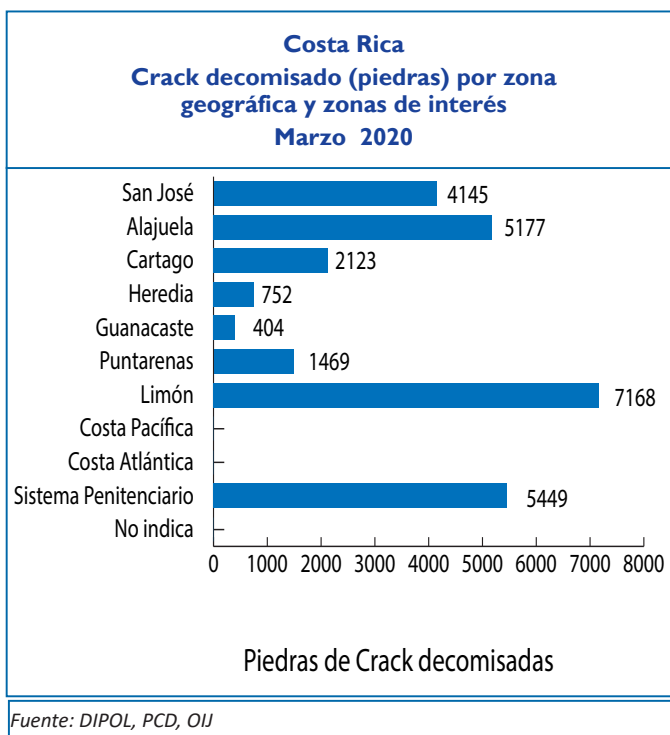 Costa Rica
Crack decomisado (piedras) por zona
geográfica y zonas de interés
Marzo 2020
San José 4145
Alajuela 5177
Cartago 2123
Heredia 752
Guanacaste 404
Puntarenas 1469
Limón 7168
Costa Pacífica
Costa Atlántica
Sistema Penitenciario 5449
No indica
0 1000 2000 3000 4000 5000 6000 7000 8000
Piedras de Crack decomisadas
Fuente: DIPOL, PCD, OIJ